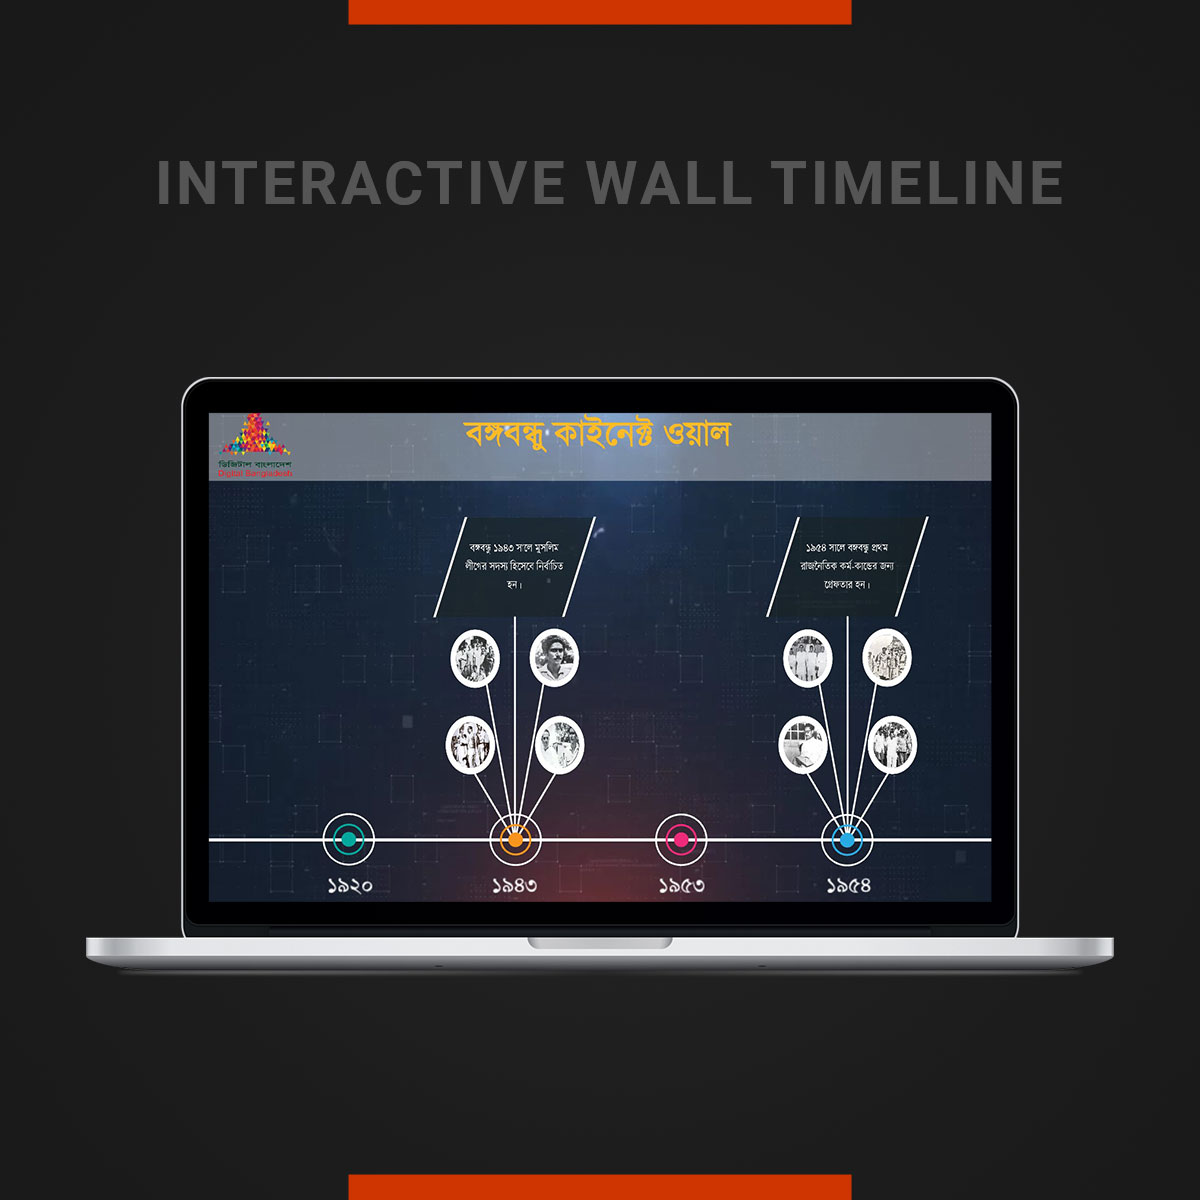 INTERACTIVE WALL TIMELINE
বঙ্গবন্ধু কাইনেক্ট ওয়াল
ডিজিটাল বাংলাদেশ
Digital Bangladesh
বঙ্গবন্ধু ১৯৪৩ সালে মুসলিম
লীগের সদস্য হিসেবে নির্বাচিত
হন।
১৯৫৪ সালে বঙ্গবন্ধু প্রথম
রাজনৈতিক কর্ম-কান্ডের জন্য
গ্রেফতার হন।
১৯২০
১৯৪৩
১৯৫৩
১৯৫৪